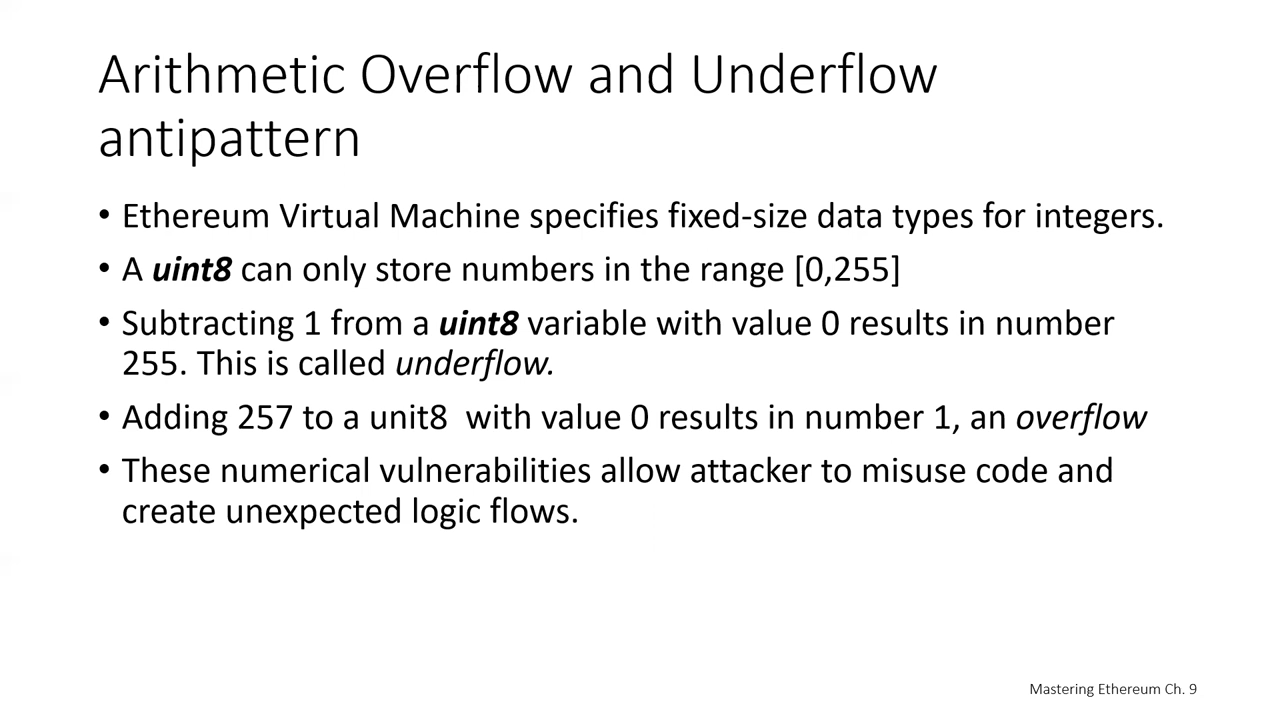 Arithmetic Overflow and Underflow
antipattern
• Ethereum Virtual Machine specifies fixed-size data types for integers.
• A uint8 can only store numbers in the range [0,255]
• Subtracting 1 from a uint8 variable with value 0 results in number
255. This is called underflow.
• Adding 257 to a unit8  with value 0 results in number 1, an overflow
• These numerical vulnerabilities allow attacker to misuse code and
create unexpected logic flows.
Mastering Ethereum Ch. 9